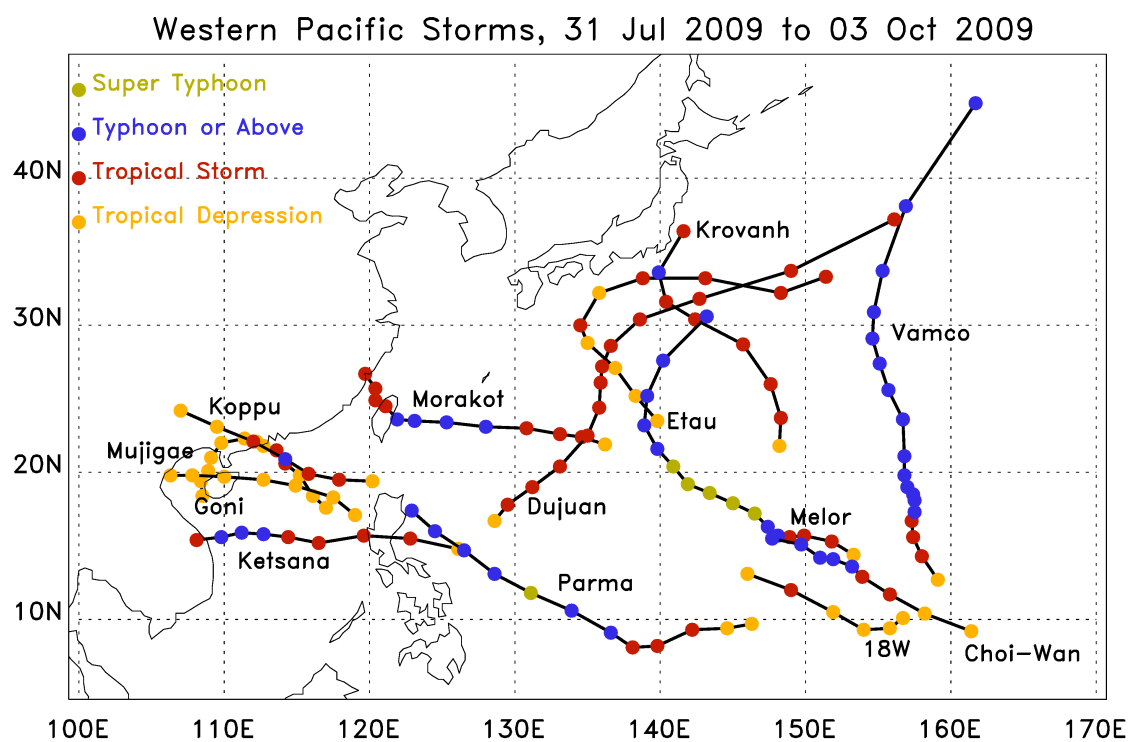 Western Pacific Storms, 31 Jul 2009 to 03 Oct 2009
Super Typhoon
Typhoon or Above
Tropical Storm
Tropical Depression
40N
30N
20N
10N
Krovanh
Vamco
Koppu
Morakot
Etau
Mujigae
Goni
Dujuan
Melor
Ketsana
Parma
18W
Choi-Wan
100E 110E 120E 130E 140E 150E 160E 170E